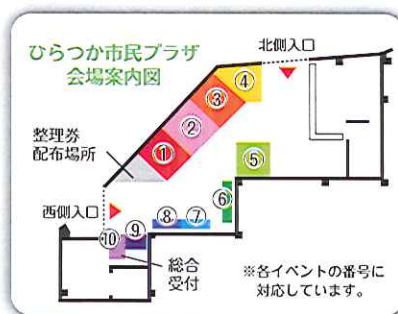 ひらつか市民プラザ
会場案内図
北側入口
④
③
②
①
整理券
配布場所
⑤
⑥
西側入口
⑧ ⑦
⑩ ⑨
総合
受付
※各イベントの番号に
対応しています。